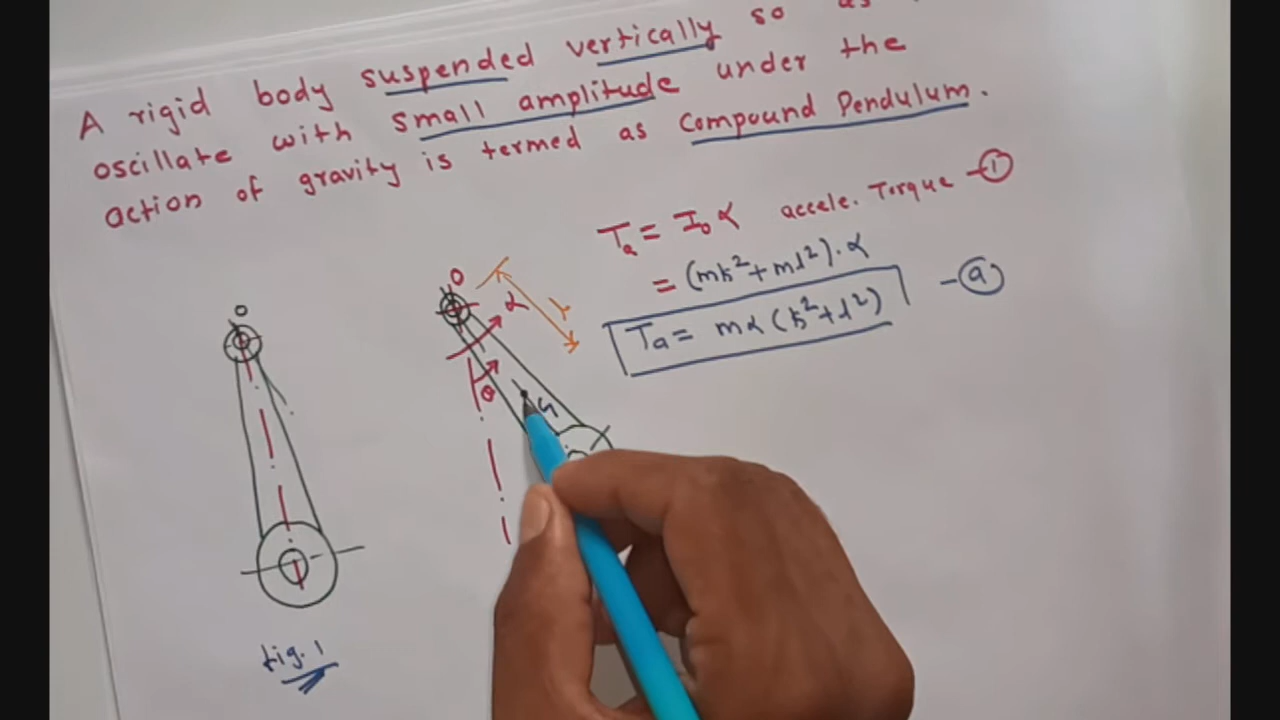 A rigid body suspended vertically so as
oscillate with small amplitude under the
action of gravity is termed as Compound Pendulum.
Ta = Io α accele. Torque -①
= (mk²+ml²).α
Ta = mα (k²+l²) -ⓐ
O
O
α
l
θ
G
fig. 1